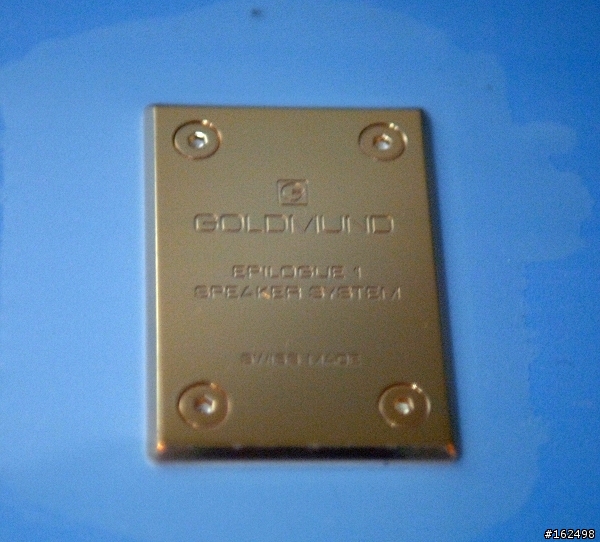 G
GOLDMUND
EPILOGUE 1
SPEAKER SYSTEM
SWISS MADE
#162498